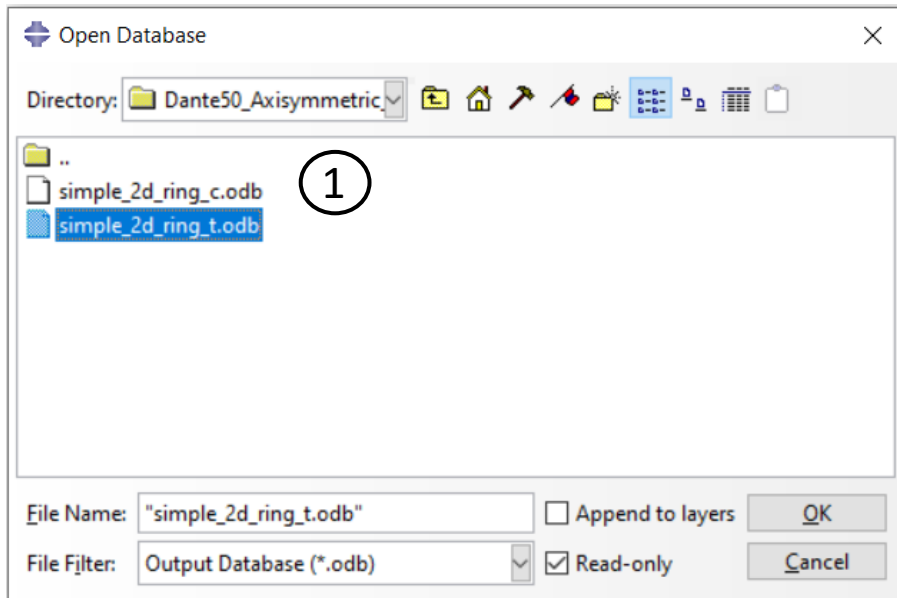 Open Database
Directory: Dante50_Axisymmetric_
..
simple_2d_ring_c.odb
1
simple_2d_ring_t.odb
File Name: "simple_2d_ring_t.odb" Append to layers OK
File Filter: Output Database (*.odb) Read-only Cancel